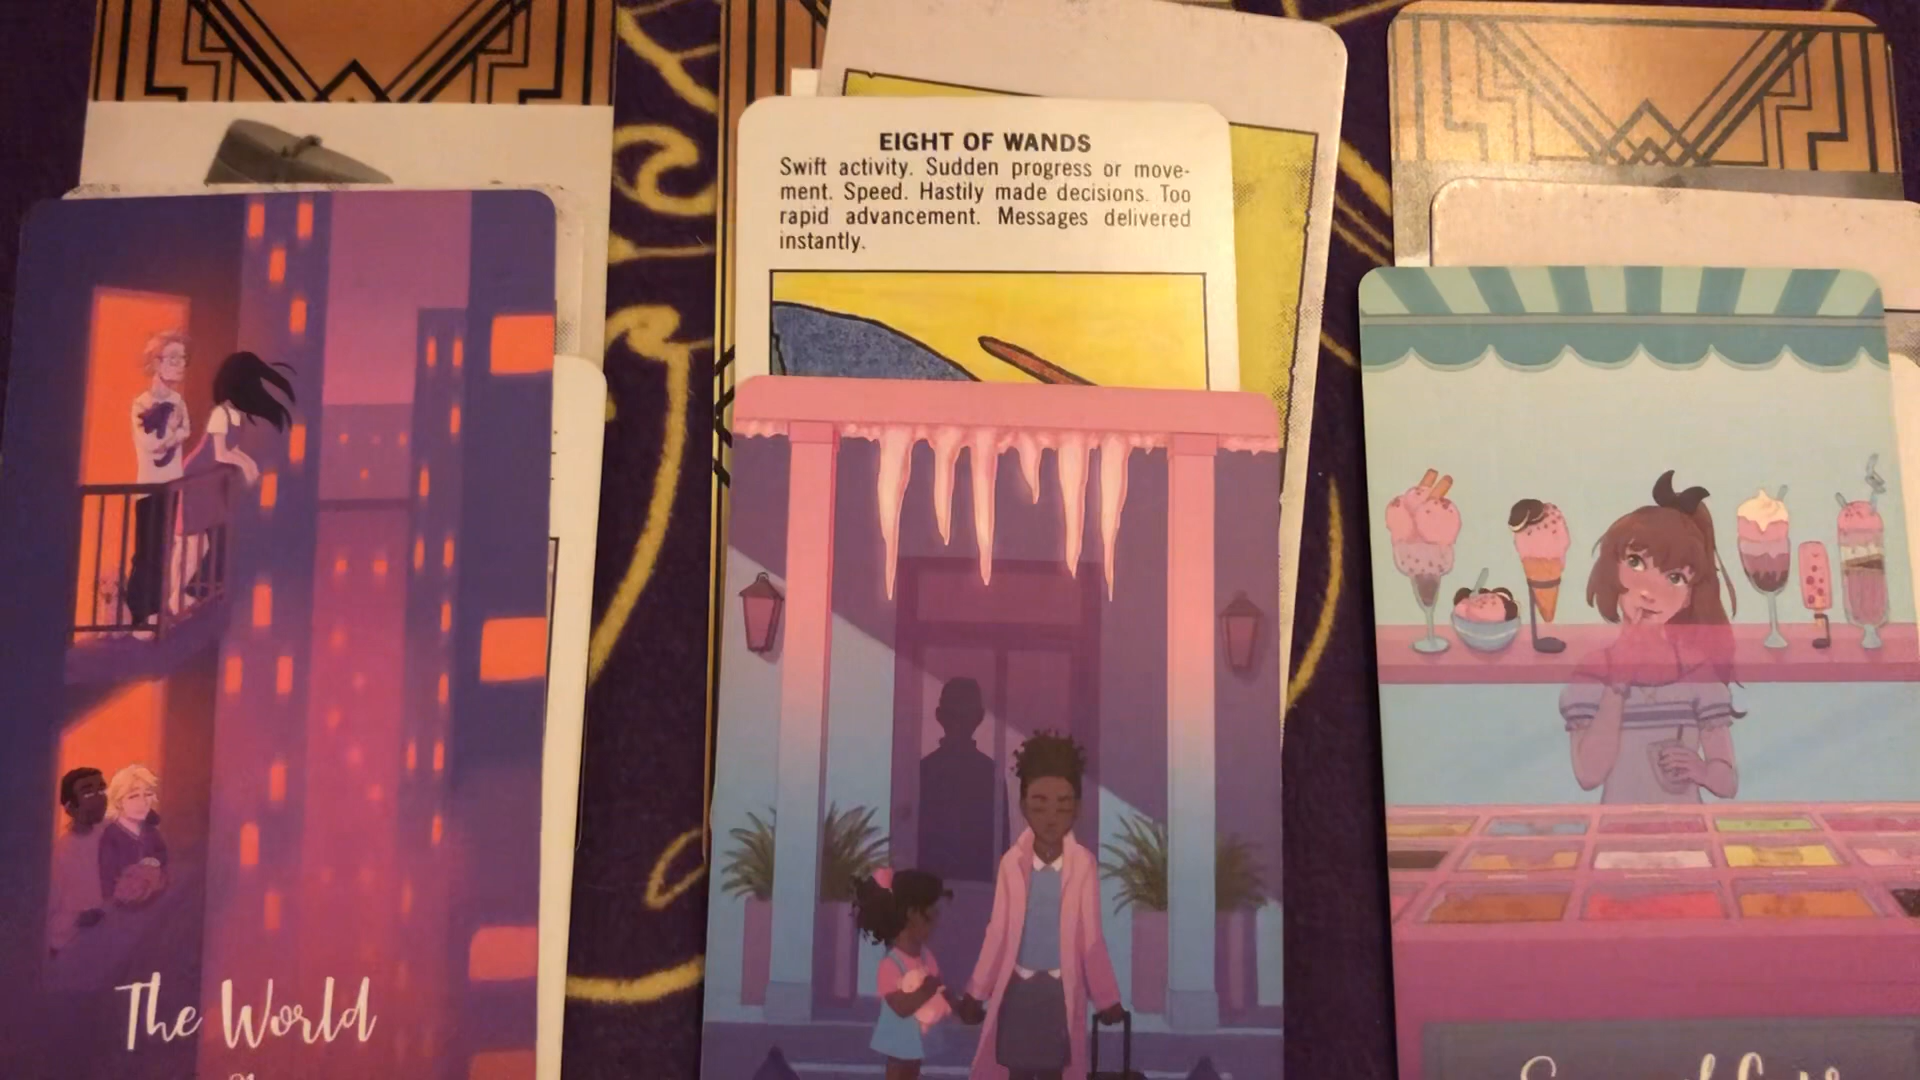 EIGHT OF WANDS
Swift activity. Sudden progress or move-
ment. Speed. Hastily made decisions. Too
rapid advancement. Messages delivered
instantly.
The World